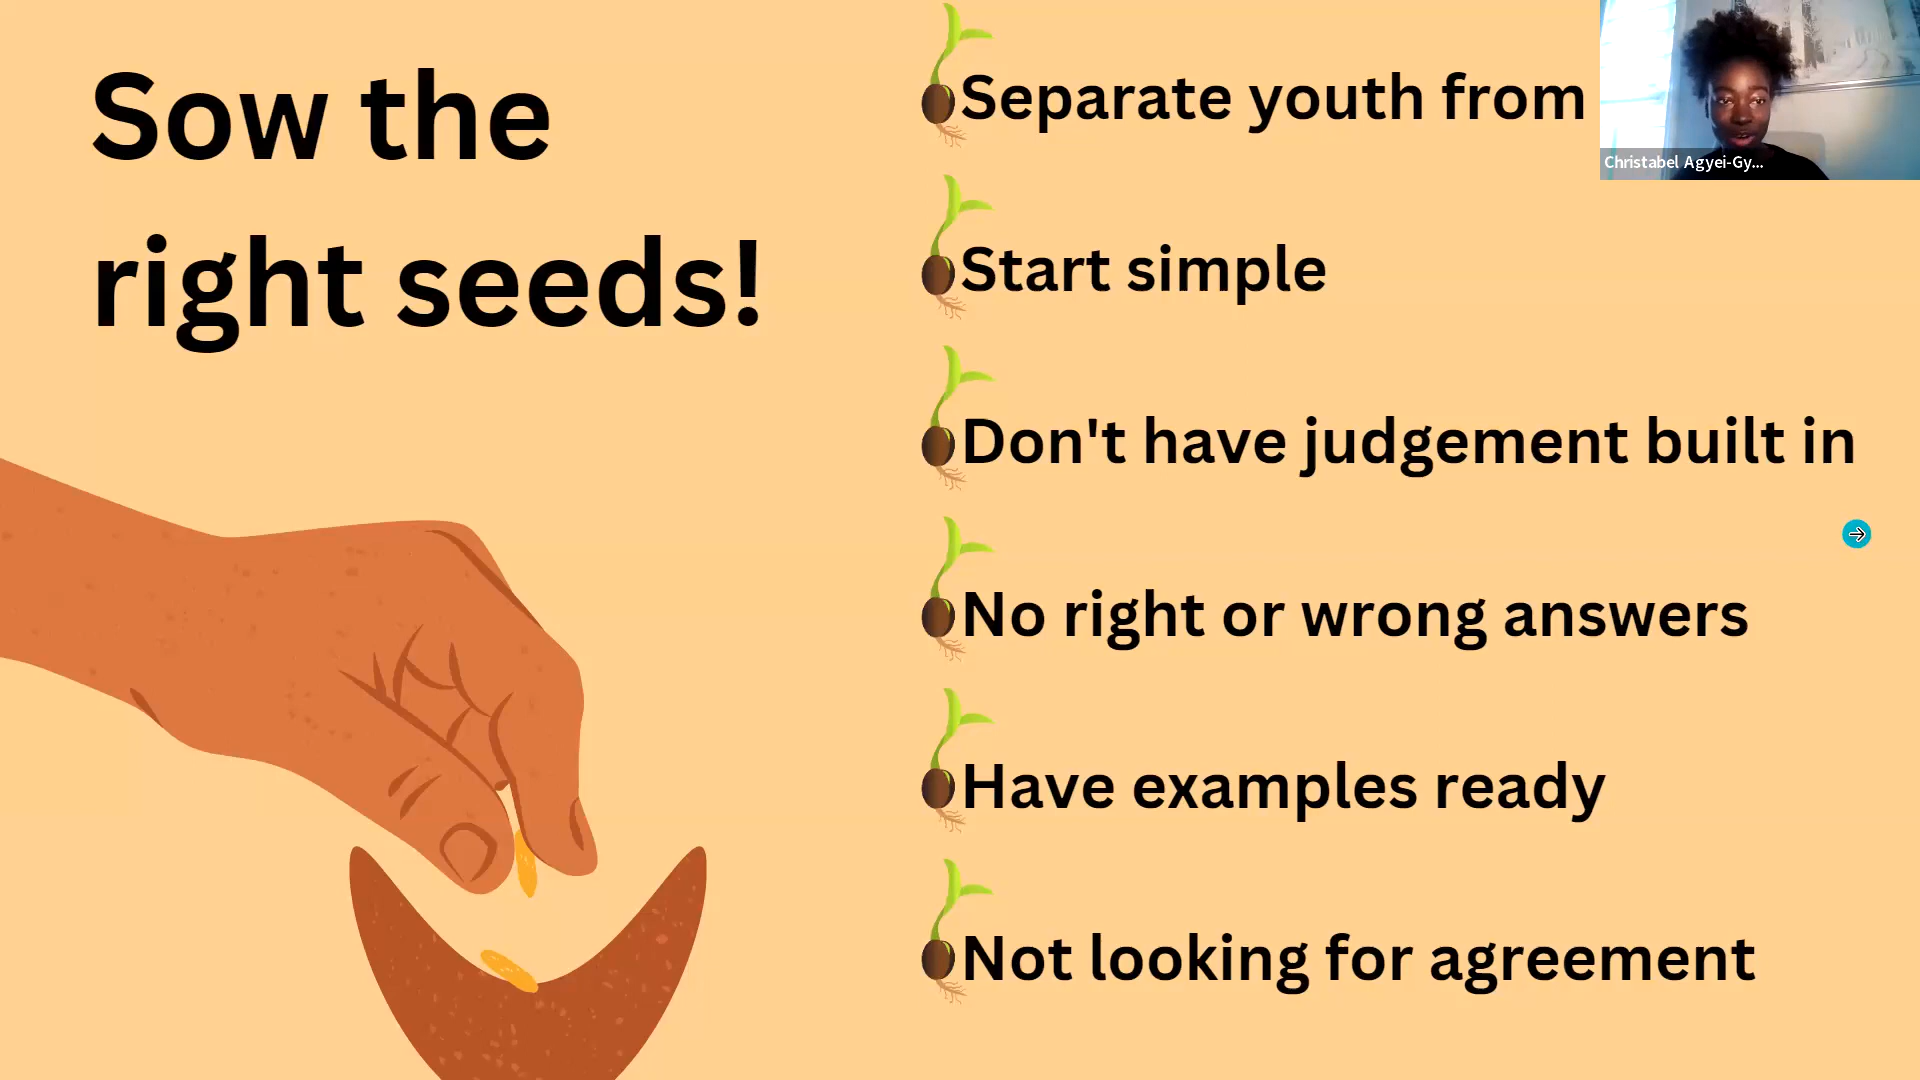 Sow the
right seeds!
Separate youth from
Start simple
Don't have judgement built in
No right or wrong answers
Have examples ready
Not looking for agreement
Christabel Agyei-Gy...